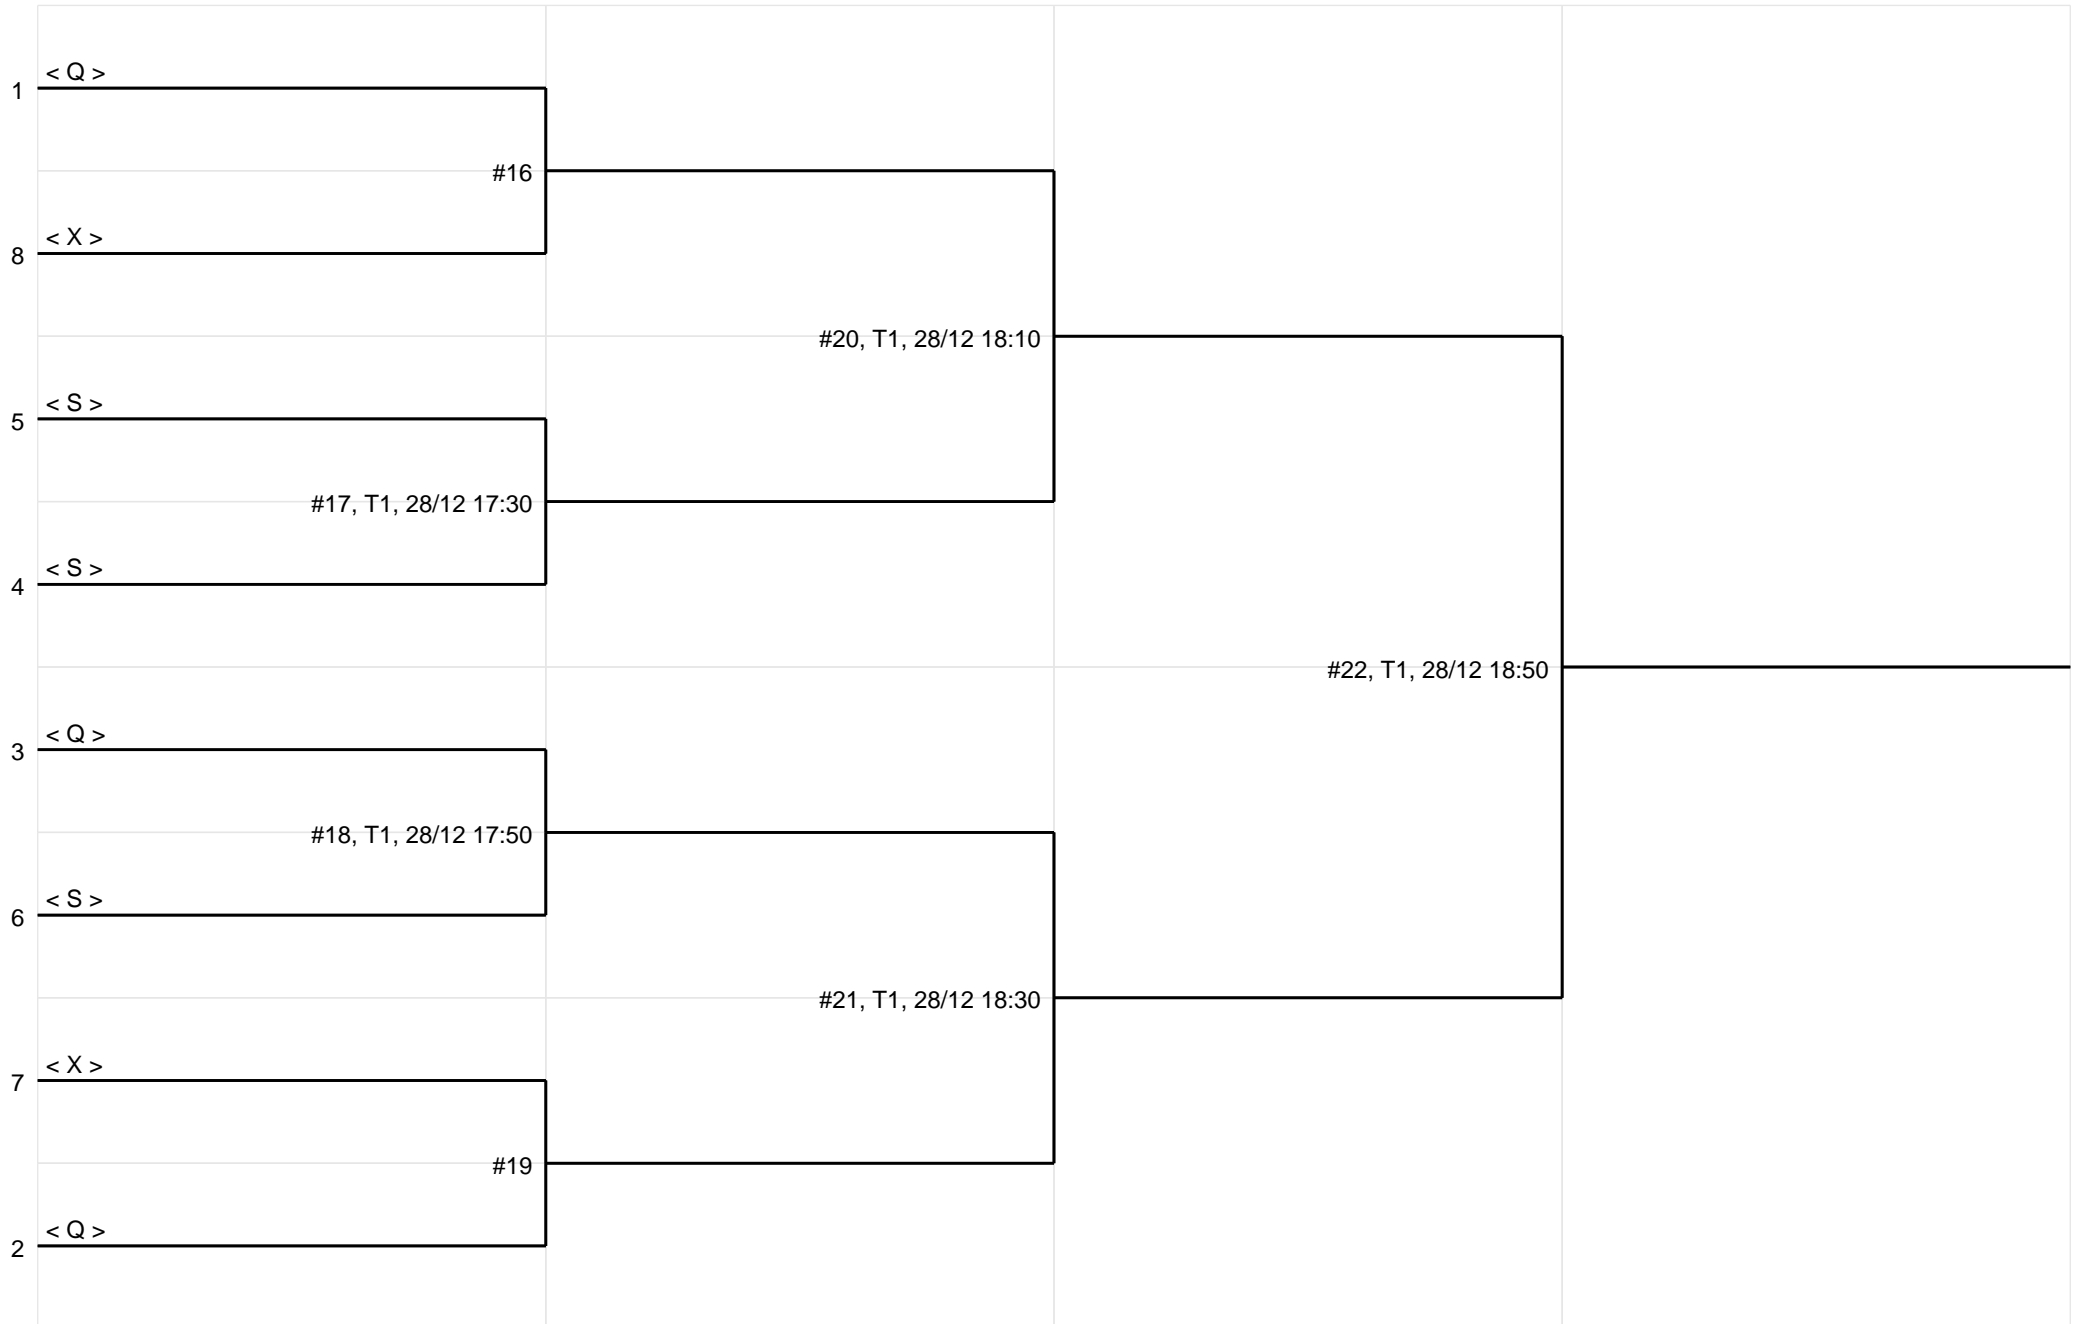 < Q >
1
#16
< X >
8
#20, T1, 28/12 18:10
< S >
5
#17, T1, 28/12 17:30
< S >
4
#22, T1, 28/12 18:50
< Q >
3
#18, T1, 28/12 17:50
< S >
6
#21, T1, 28/12 18:30
< X >
7
#19
< Q >
2